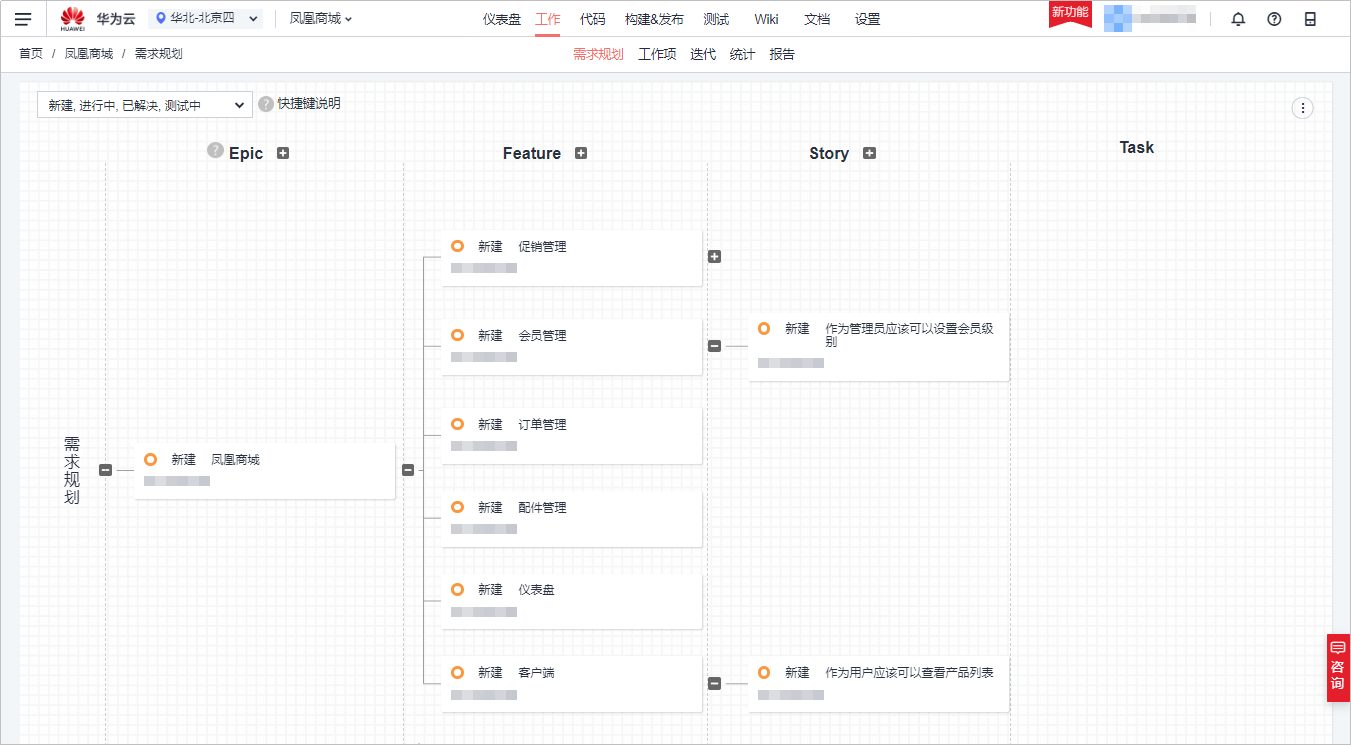 HUAWEI 华为云 华北-北京四 凤凰商城 仪表盘 工作 代码 构建&发布 测试 Wiki 文档 设置 新功能
首页 / 凤凰商城 / 需求规划 需求规划 工作项 迭代 统计 报告
新建, 进行中, 已解决, 测试中 ? 快捷键说明
? Epic Feature Story Task
新建 促销管理
新建 会员管理
新建 作为管理员应该可以设置会员级
别
新建 订单管理
需求规划
新建 凤凰商城
新建 配件管理
新建 仪表盘
新建 客户端
新建 作为用户应该可以查看产品列表
咨询